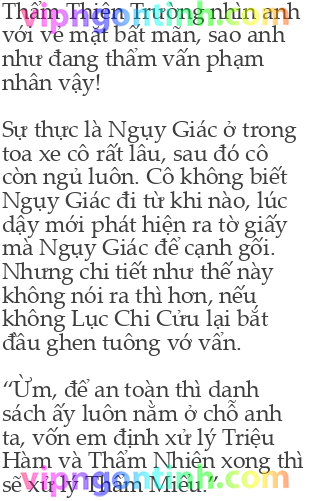 Thẩm Thiên Trường nhìn anh
với vẻ mặt bất mãn, sao anh
như đang thẩm vấn phạm
nhân vậy!
Sự thực là Ngụy Giác ở trong
toa xe cô rất lâu, sau đó cô
còn ngủ luôn. Cô không biết
Ngụy Giác đi từ khi nào, lúc
dậy mới phát hiện ra tờ giấy
mà Ngụy Giác để cạnh gối.
Nhưng chi tiết như thế này
không nói ra thì hơn, nếu
không Lục Chi Cửu lại bắt
đầu ghen tuông vớ vẩn.
“Ừm, để an toàn thì danh
sách ấy luôn nằm ở chỗ anh
ta, vốn em định xử lý Triệu
Hàm và Thẩm Nhiên xong thì
sẽ xử lý Thẩm Miểu.”
vipngontinh.com
vipngontinh.com